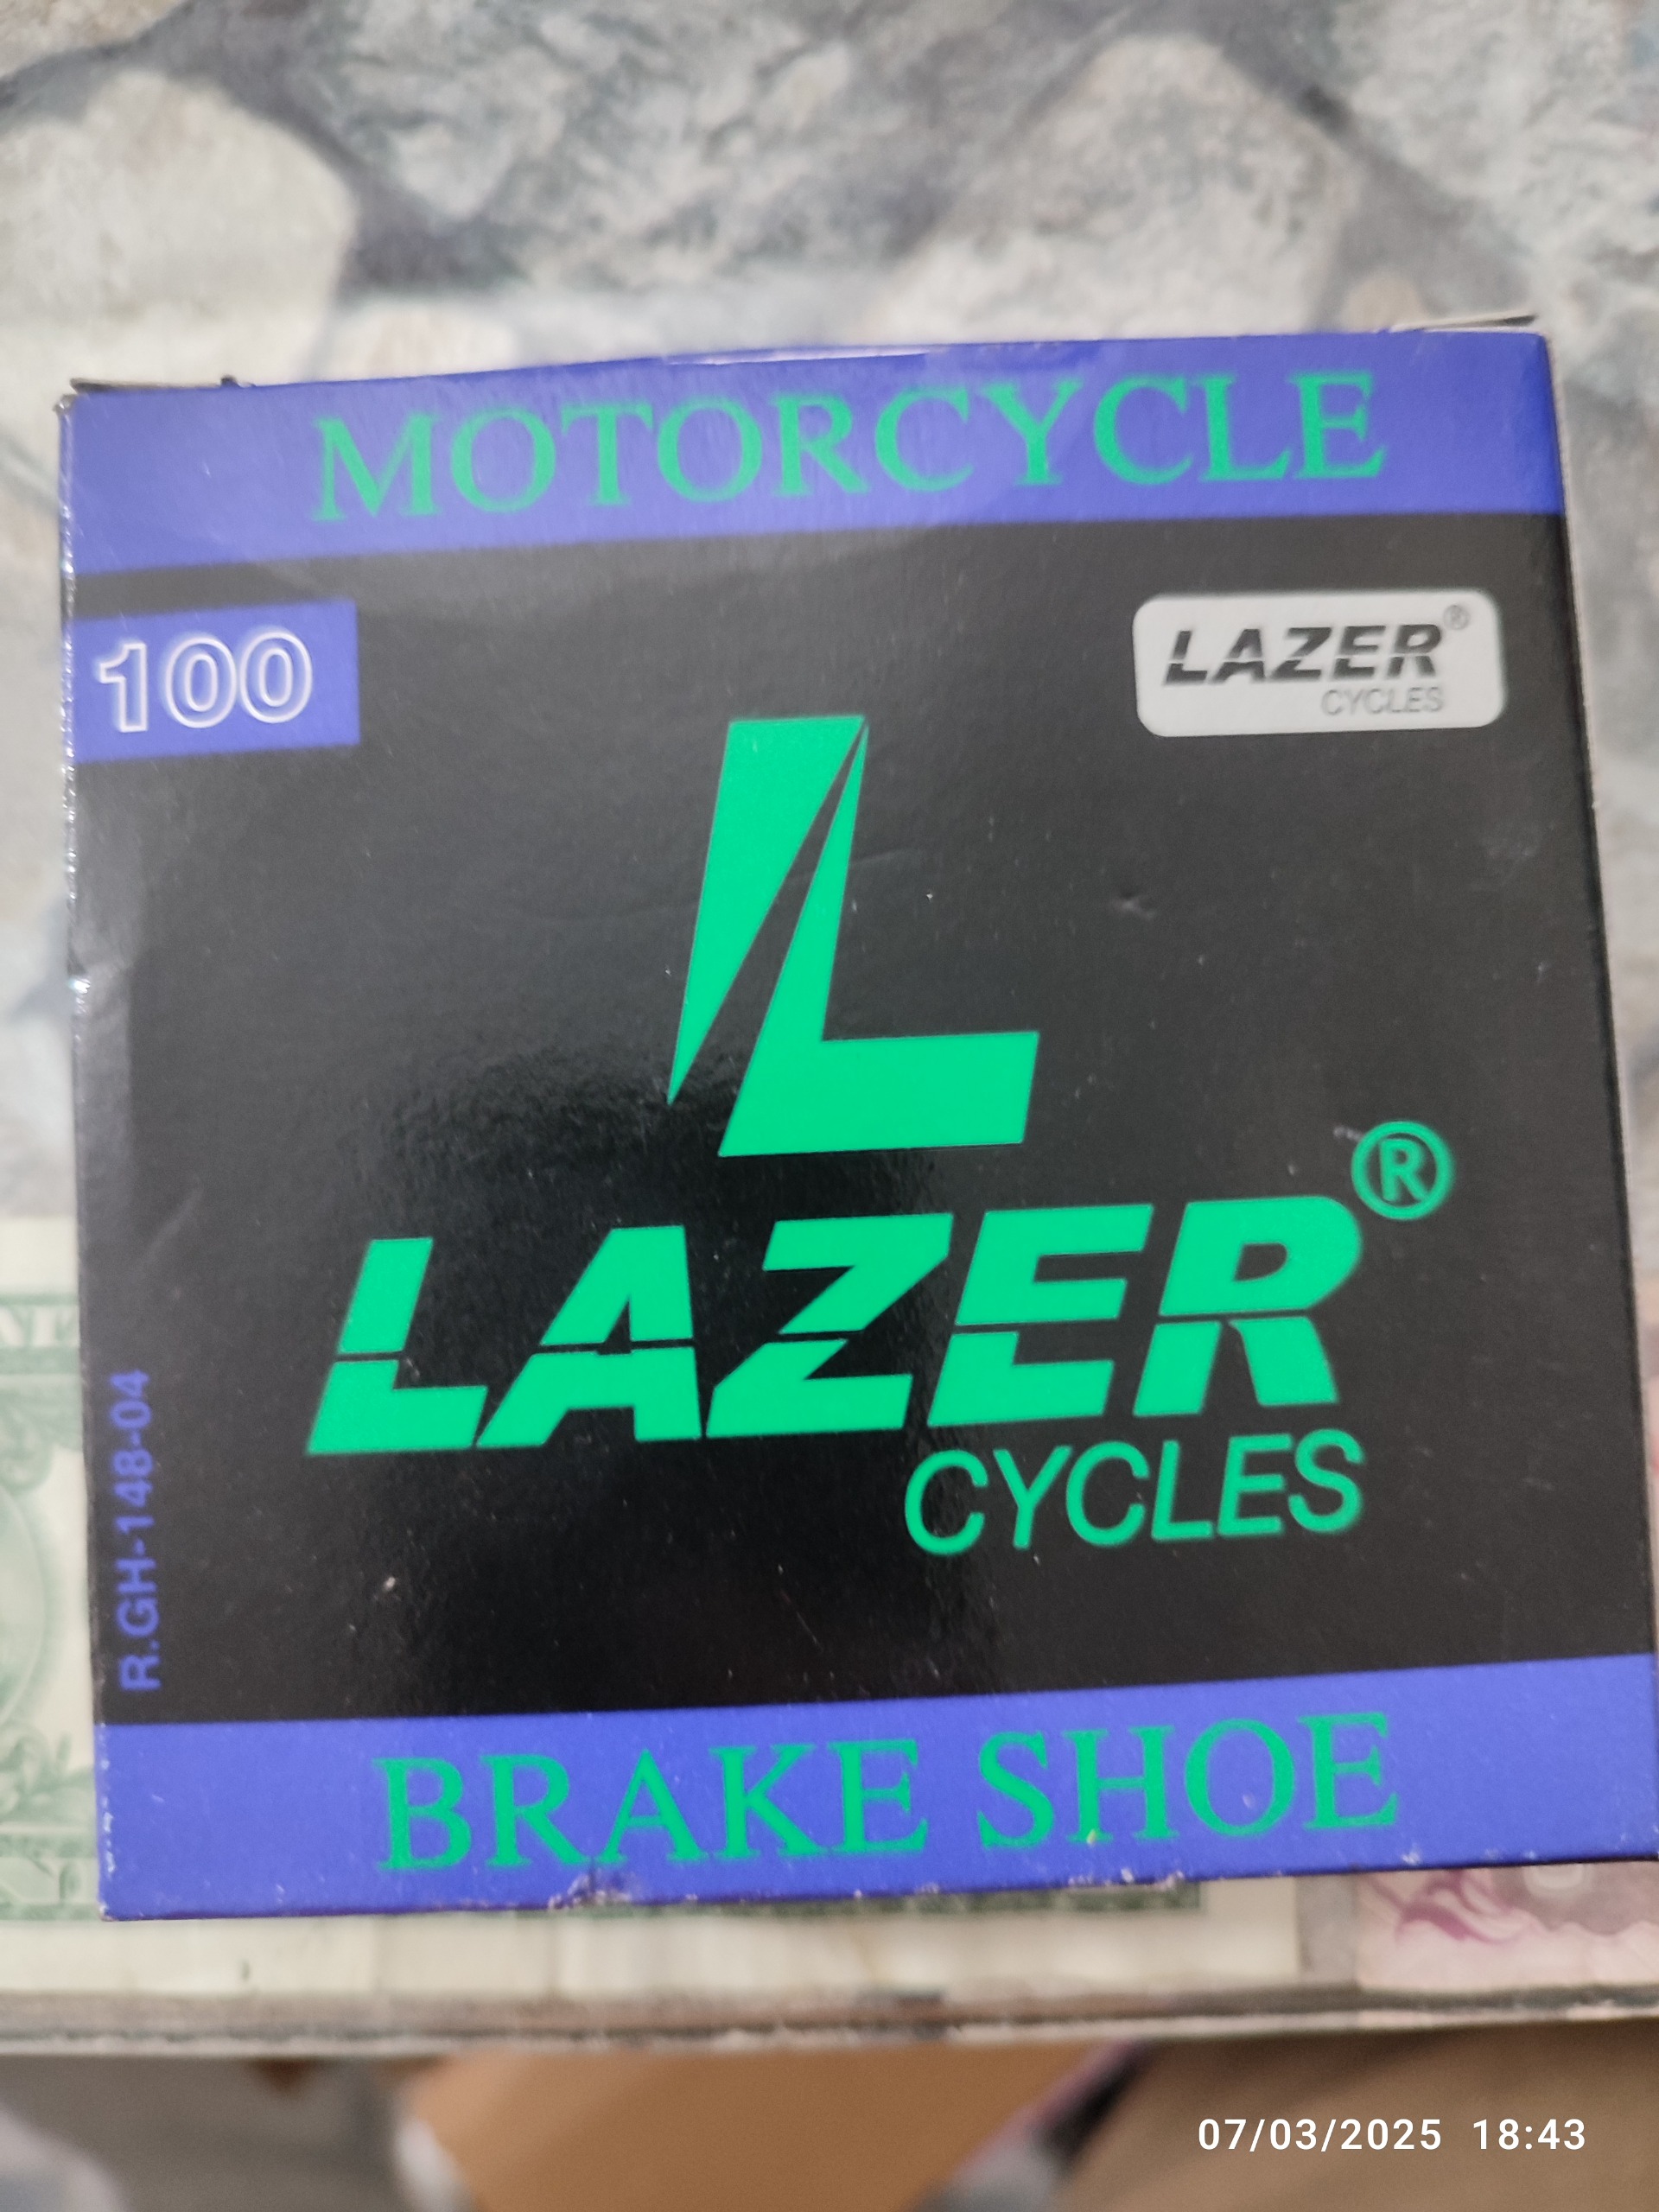 MOTORCYCLE
100
LAZER®
CYCLES
L
LAZER®
CYCLES
R.GH-148-04
BRAKE SHOE
07/03/2025 18:43